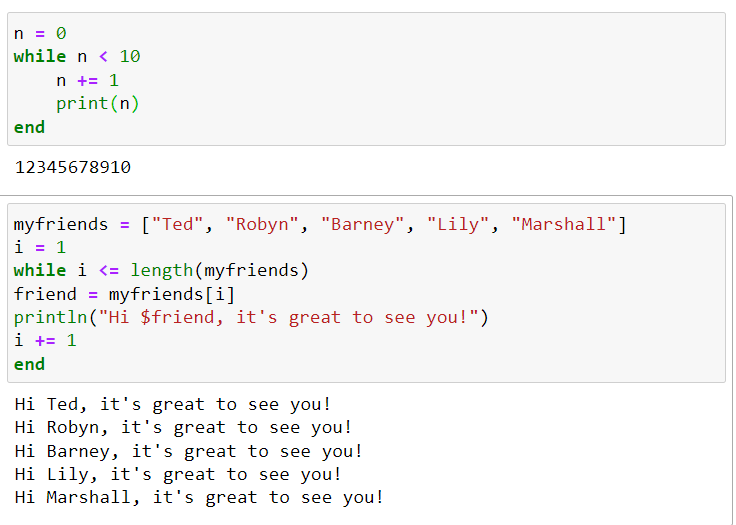 n = 0
while n < 10
    n += 1
    print(n)
end
12345678910
myfriends = ["Ted", "Robyn", "Barney", "Lily", "Marshall"]
i = 1
while i <= length(myfriends)
friend = myfriends[i]
println("Hi $friend, it's great to see you!")
i += 1
end
Hi Ted, it's great to see you!
Hi Robyn, it's great to see you!
Hi Barney, it's great to see you!
Hi Lily, it's great to see you!
Hi Marshall, it's great to see you!